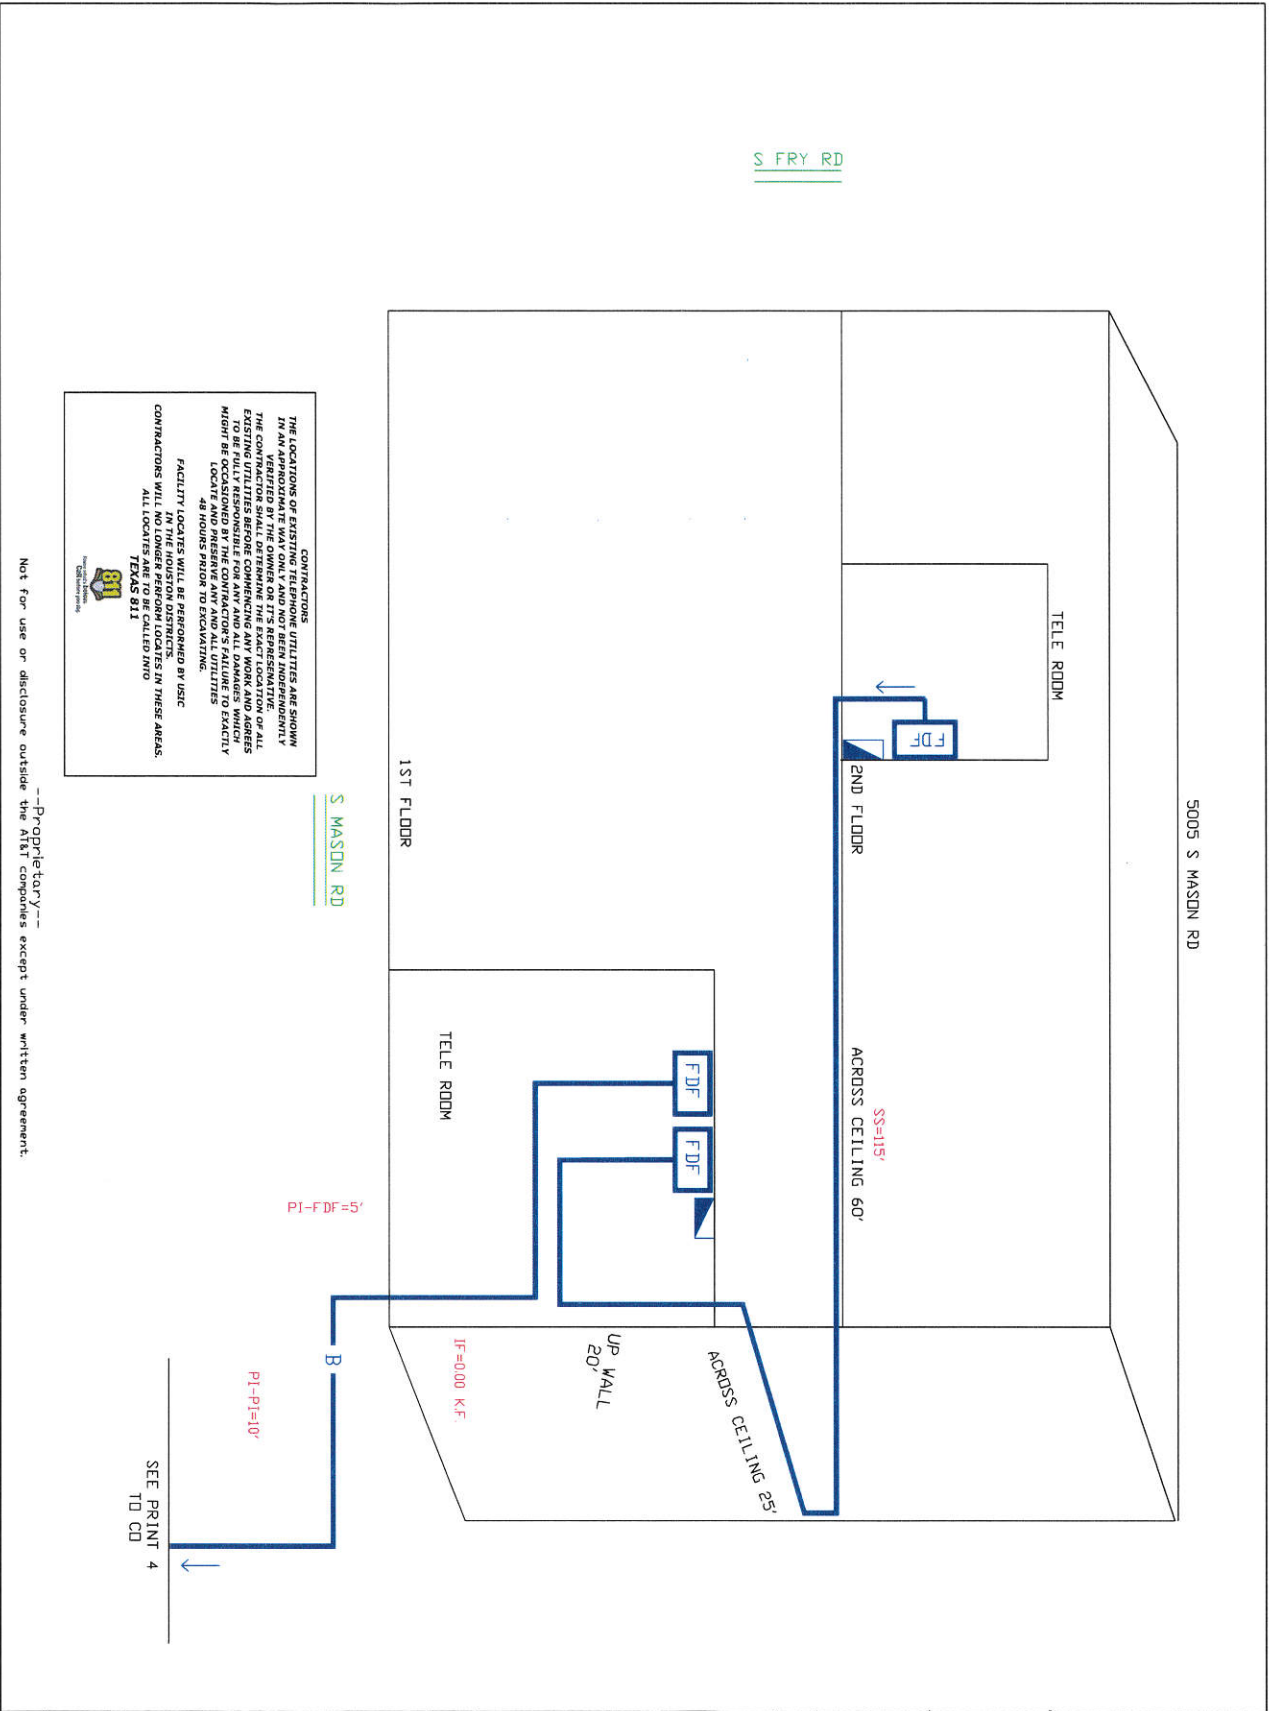 S FRY RD
5005 S MASON RD
TELE ROOM
FDF
2ND FLOOR
SS=115'
ACROSS CEILING 60'
1ST FLOOR
TELE ROOM
FDF
FDF
UP WALL
20'
ACROSS CEILING 25'
IF=0.00 K.F.
S MASON RD
PI-FDF=5'
B
PI-PI=10'
SEE PRINT 4
TO CO
CONTRACTORS
THE LOCATIONS OF EXISTING TELEPHONE UTILITIES ARE SHOWN
IN AN APPROXIMATE WAY ONLY AND NOT BEEN INDEPENDENTLY
VERIFIED BY THE OWNER OR IT'S REPRESENATIVE.
THE CONTRACTOR SHALL DETERMINE THE EXACT LOCATION OF ALL
EXISTING UTILITIES BEFORE COMMENCING ANY WORK AND AGREES
TO BE FULLY RESPONSIBLE FOR ANY AND ALL DAMAGES WHICH
MIGHT BE OCCASIONED BY THE CONTRACTOR'S FAILURE TO EXACTLY
LOCATE AND PRESERVE ANY AND ALL UTILITIES
48 HOURS PRIOR TO EXCAVATING.
FACILITY LOCATES WILL BE PERFORMED BY USIC
IN THE HOUSTON DISTRICTS.
CONTRACTORS WILL NO LONGER PERFORM LOCATES IN THESE AREAS.
ALL LOCATES ARE TO BE CALLED INTO
TEXAS 811
811
Know what's below.
Call before you dig.
--Proprietary--
Not for use or disclosure outside the AT&T companies except under written agreement.